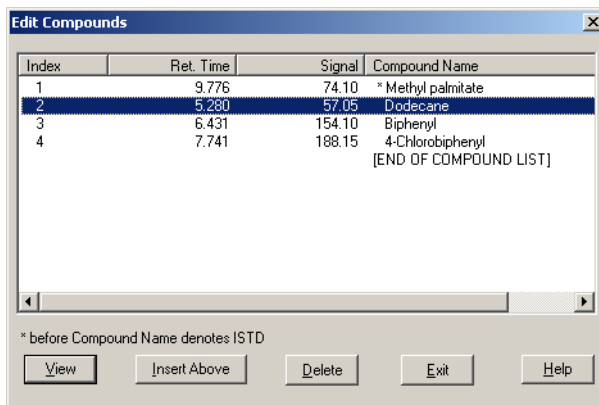 Edit Compounds
Index Ret. Time Signal Compound Name
1 9.776 74.10 * Methyl palmitate
2 5.280 57.05 Dodecane
3 6.431 154.10 Biphenyl
4 7.741 188.15 4-Chlorobiphenyl
[END OF COMPOUND LIST]
* before Compound Name denotes ISTD
View Insert Above Delete Exit Help